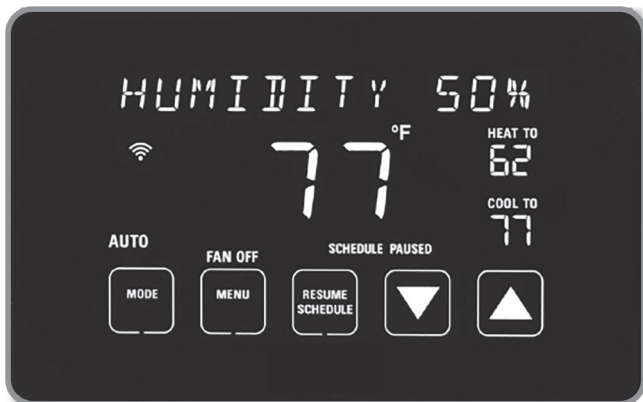 HUMIDITY 50%
77 °F
HEAT TO
62
COOL TO
77
AUTO
FAN OFF
SCHEDULE PAUSED
MODE
MENU
RESUME
SCHEDULE